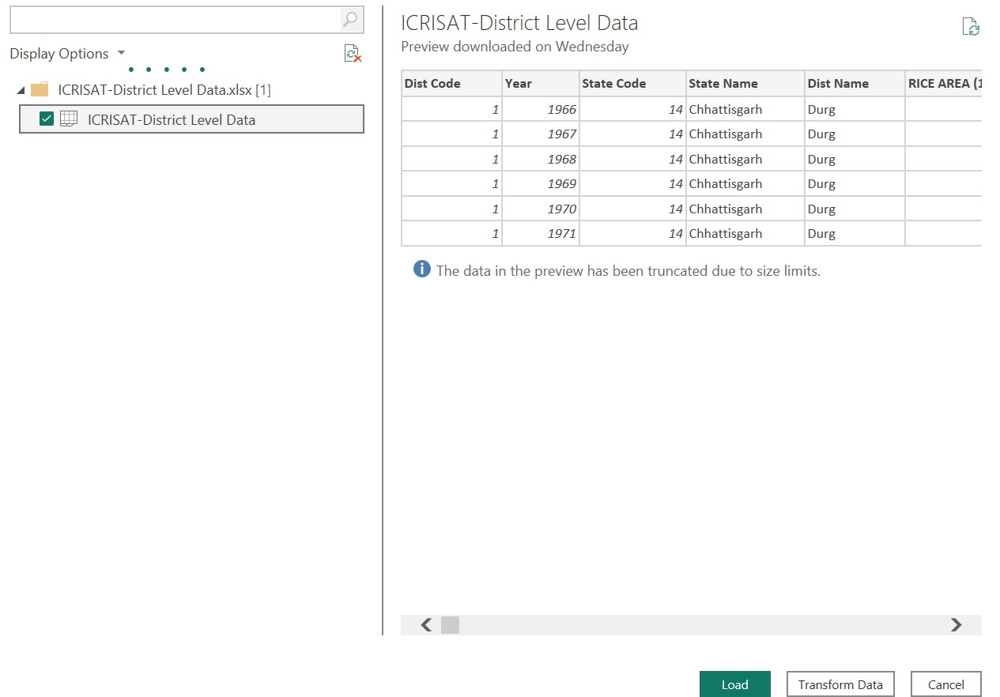 Display Options
ICRISAT-District Level Data.xlsx [1]
ICRISAT-District Level Data
ICRISAT-District Level Data
Preview downloaded on Wednesday
Dist Code Year State Code State Name Dist Name RICE AREA (1
1 1966 14 Chhattisgarh Durg
1 1967 14 Chhattisgarh Durg
1 1968 14 Chhattisgarh Durg
1 1969 14 Chhattisgarh Durg
1 1970 14 Chhattisgarh Durg
1 1971 14 Chhattisgarh Durg
The data in the preview has been truncated due to size limits.
Load Transform Data Cancel